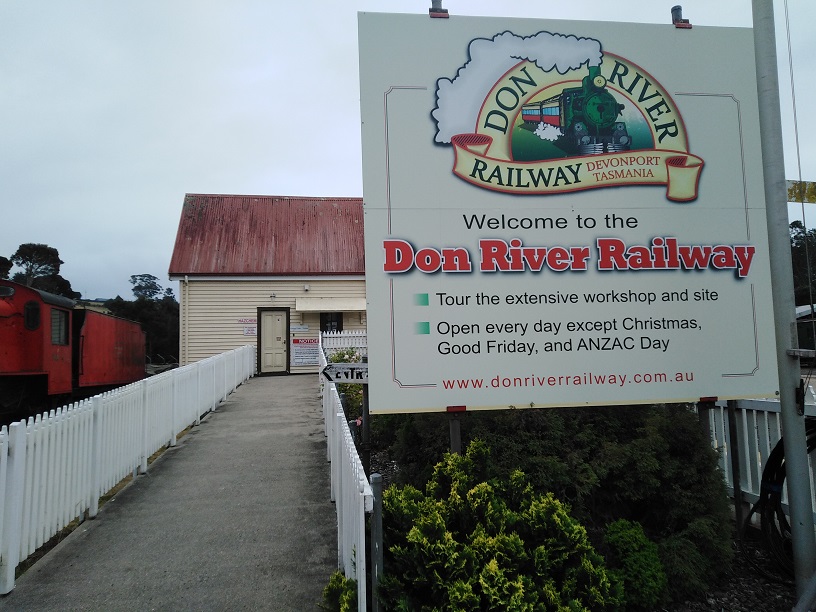 DON RIVER
RAILWAY DEVONPORT
TASMANIA
Welcome to the
Don River Railway
Tour the extensive workshop and site
Open every day except Christmas,
Good Friday, and ANZAC Day
www.donriverrailway.com.au
NOTICE